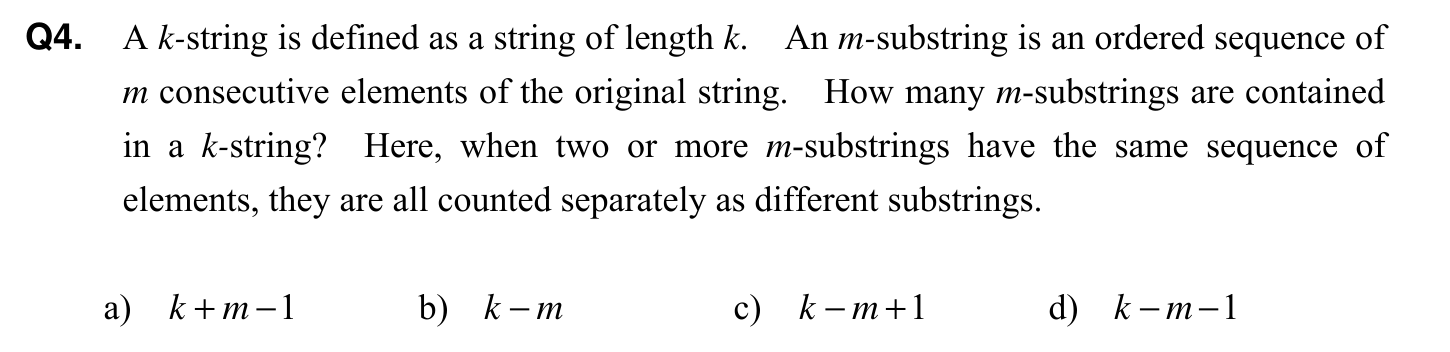 Q4. A k-string is defined as a string of length k. An m-substring is an ordered sequence of
m consecutive elements of the original string. How many m-substrings are contained
in a k-string? Here, when two or more m-substrings have the same sequence of
elements, they are all counted separately as different substrings.
a) k+m−1 b) k−m c) k−m+1 d) k−m−1